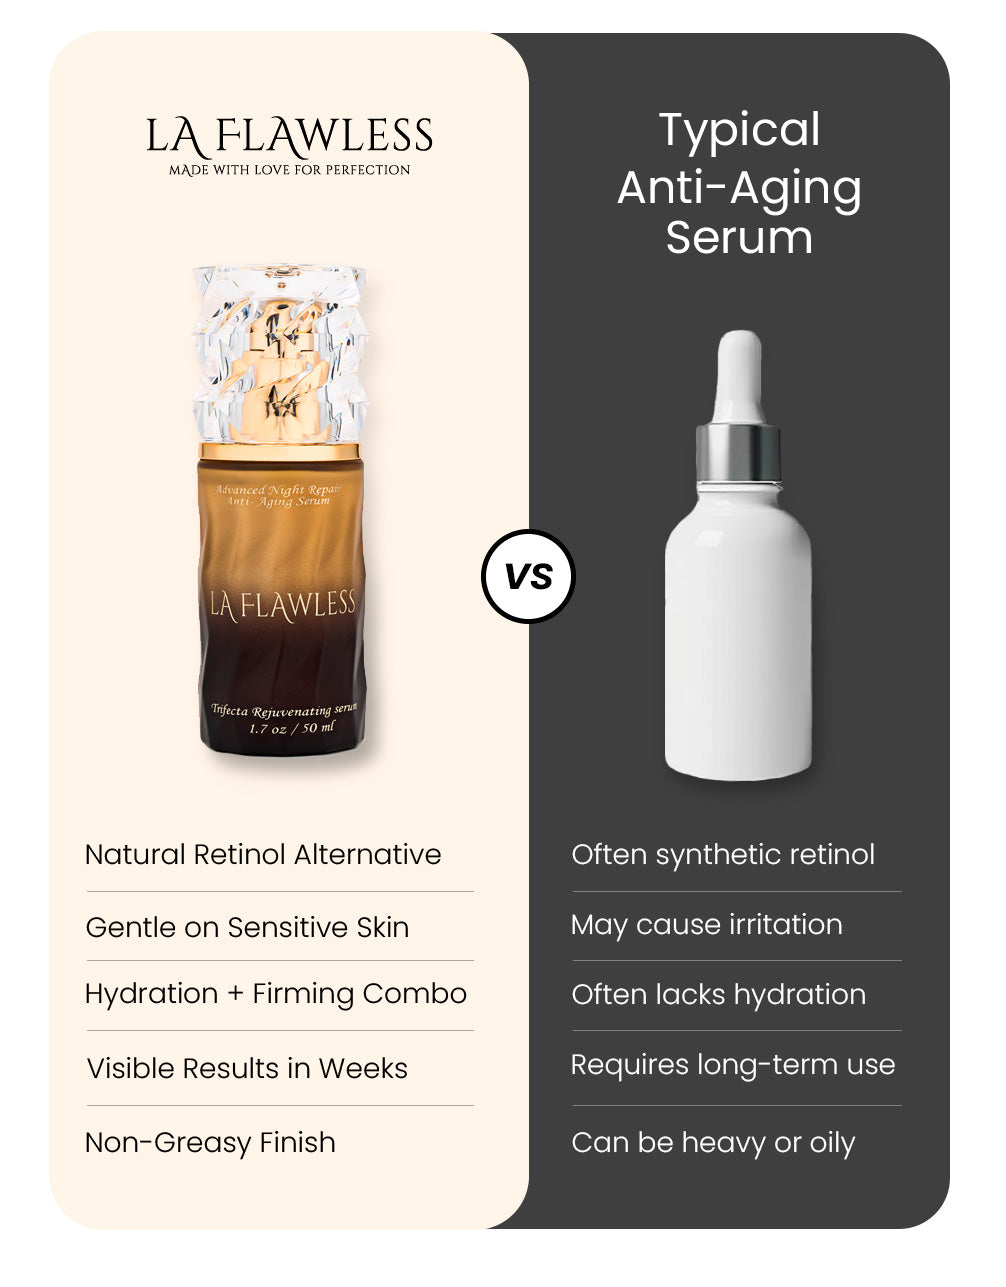 LA FLAWLESS
MADE WITH LOVE FOR PERFECTION
Advanced Night Repair
Anti- Aging Serum
LA FLAWLESS
Trifecta Rejuvenating serum
1.7 oz / 50 ml
Natural Retinol Alternative
Gentle on Sensitive Skin
Hydration + Firming Combo
Visible Results in Weeks
Non-Greasy Finish
VS
Typical
Anti-Aging
Serum
Often synthetic retinol
May cause irritation
Often lacks hydration
Requires long-term use
Can be heavy or oily